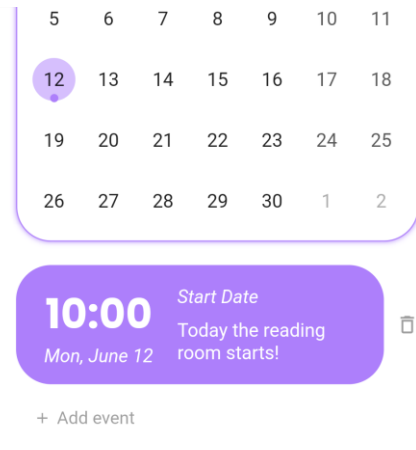 5 6 7 8 9 10 11
12 13 14 15 16 17 18
19 20 21 22 23 24 25
26 27 28 29 30 1 2
10:00
Mon, June 12
Start Date
Today the reading
room starts!
+ Add event